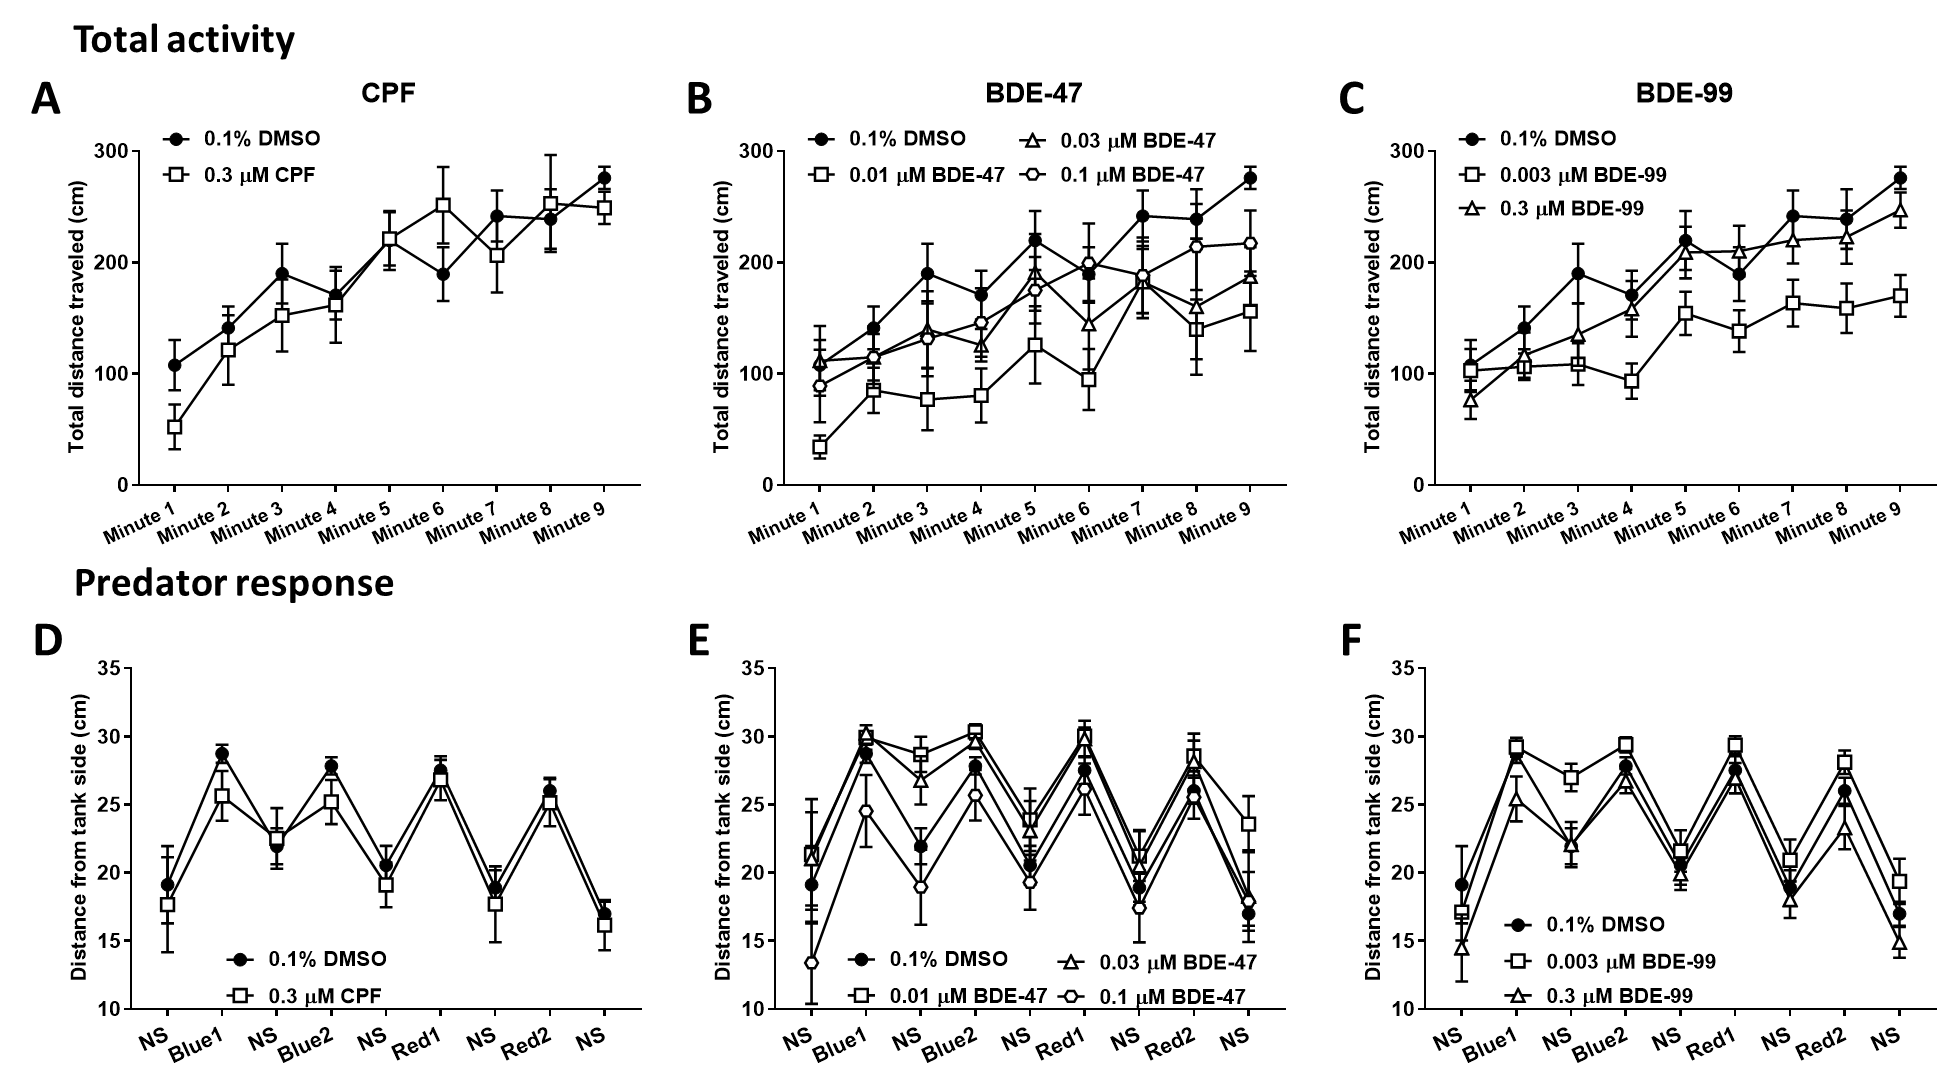 Total activity
A
CPF
0.1% DMSO
0.3 μM CPF
Total distance traveled (cm)
300
200
100
0
Minute 1
Minute 2
Minute 3
Minute 4
Minute 5
Minute 6
Minute 7
Minute 8
Minute 9
B
BDE-47
0.1% DMSO
0.03 μM BDE-47
0.01 μM BDE-47
0.1 μM BDE-47
Total distance traveled (cm)
300
200
100
0
Minute 1
Minute 2
Minute 3
Minute 4
Minute 5
Minute 6
Minute 7
Minute 8
Minute 9
C
BDE-99
0.1% DMSO
0.003 μM BDE-99
0.3 μM BDE-99
Total distance traveled (cm)
300
200
100
0
Minute 1
Minute 2
Minute 3
Minute 4
Minute 5
Minute 6
Minute 7
Minute 8
Minute 9
Predator response
D
Distance from tank side (cm)
35
30
25
20
15
10
0.1% DMSO
0.3 μM CPF
NS
Blue1
NS
Blue2
NS
Red1
NS
Red2
NS
E
Distance from tank side (cm)
35
30
25
20
15
10
0.1% DMSO
0.03 μM BDE-47
0.01 μM BDE-47
0.1 μM BDE-47
NS
Blue1
NS
Blue2
NS
Red1
NS
Red2
NS
F
Distance from tank side (cm)
35
30
25
20
15
10
0.1% DMSO
0.003 μM BDE-99
0.3 μM BDE-99
NS
Blue1
NS
Blue2
NS
Red1
NS
Red2
NS